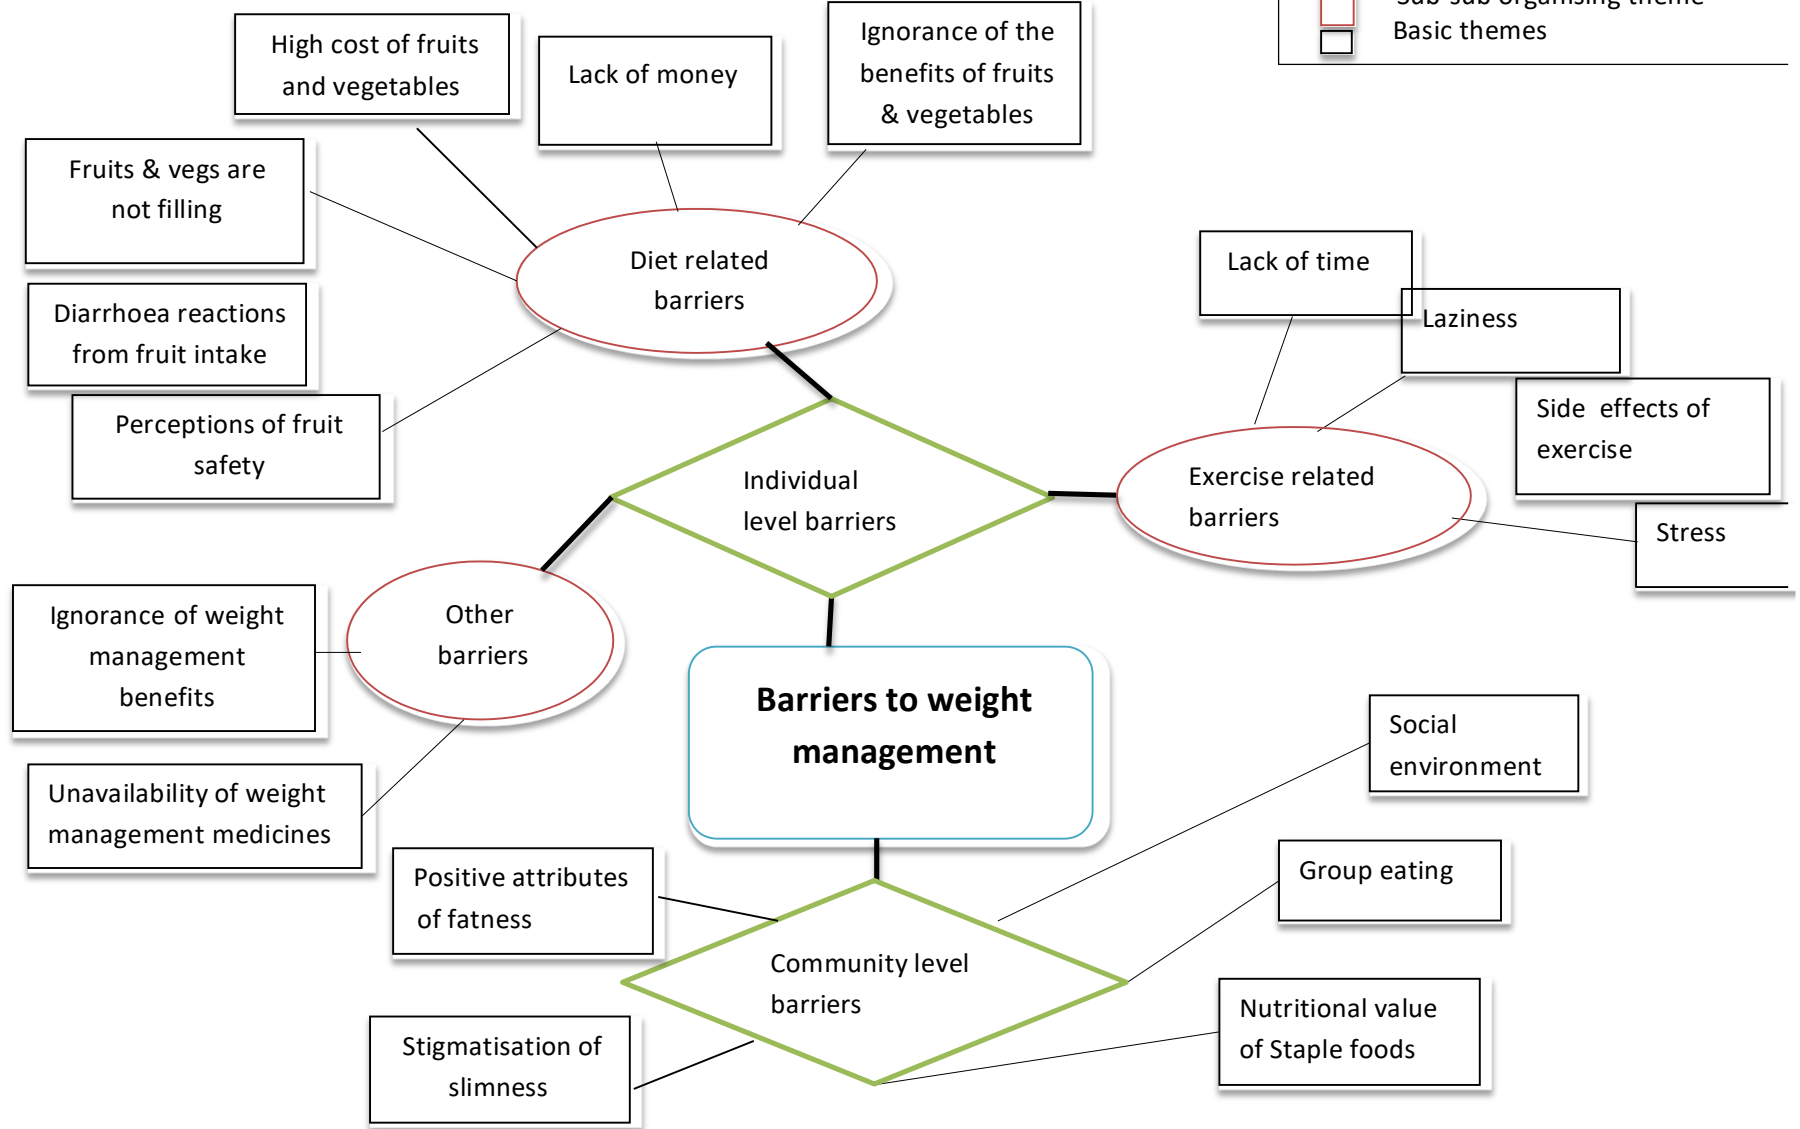 Sub-sub organising theme
Basic themes
High cost of fruits
and vegetables
Lack of money
Ignorance of the
benefits of fruits
& vegetables
Fruits & vegs are
not filling
Diarrhoea reactions
from fruit intake
Perceptions of fruit
safety
Diet related
barriers
Lack of time
Laziness
Side  effects of
exercise
Stress
Exercise related
barriers
Individual
level barriers
Other
barriers
Ignorance of weight
management
benefits
Unavailability of weight
management medicines
Barriers to weight
management
Social
environment
Group eating
Nutritional value
of Staple foods
Positive attributes
of fatness
Community level
barriers
Stigmatisation of
slimness